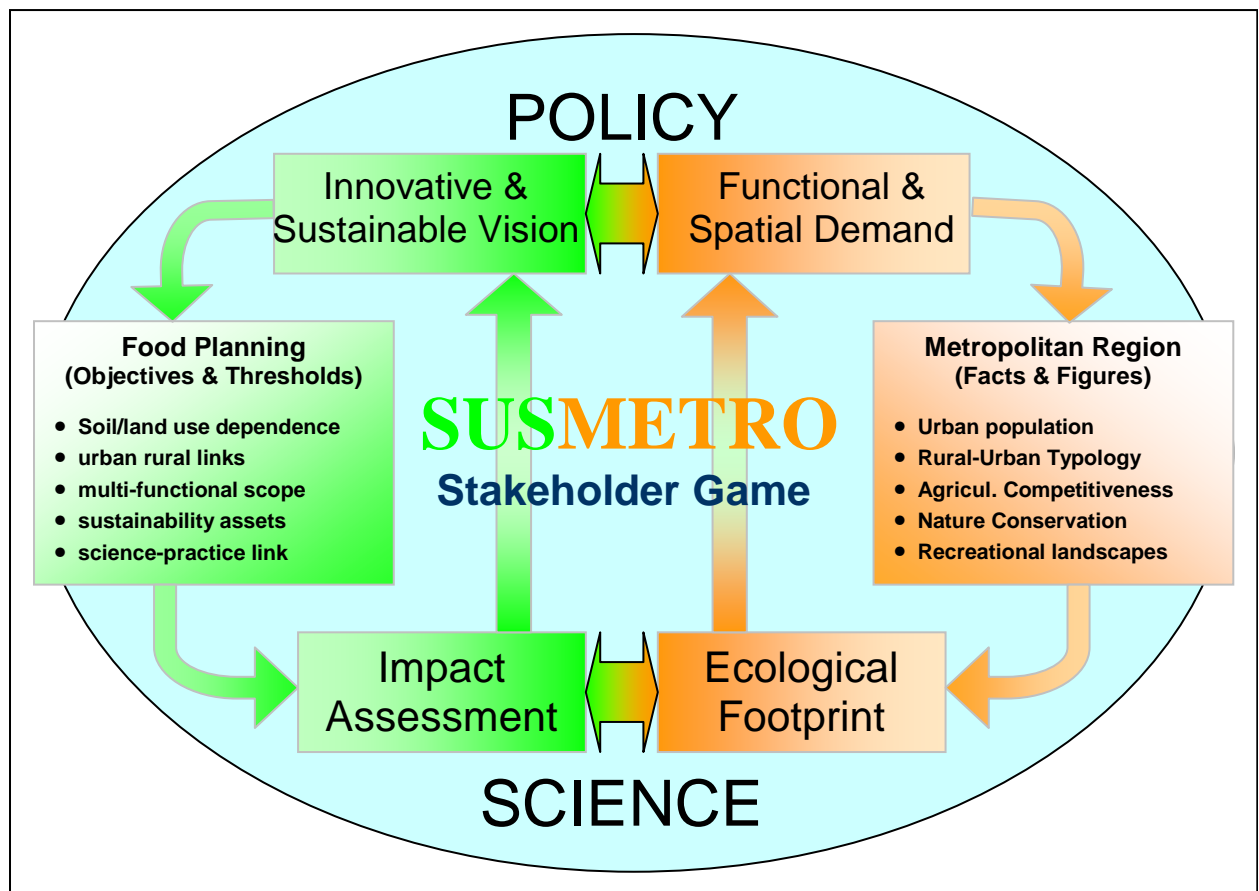 POLICY
Innovative &
Sustainable Vision
Functional &
Spatial Demand
Food Planning
(Objectives & Thresholds)
• Soil/land use dependence
• urban rural links
• multi-functional scope
• sustainability assets
• science-practice link
SUSMETRO
Stakeholder Game
Metropolitan Region
(Facts & Figures)
• Urban population
• Rural-Urban Typology
• Agricul. Competitiveness
• Nature Conservation
• Recreational landscapes
Impact
Assessment
Ecological
Footprint
SCIENCE